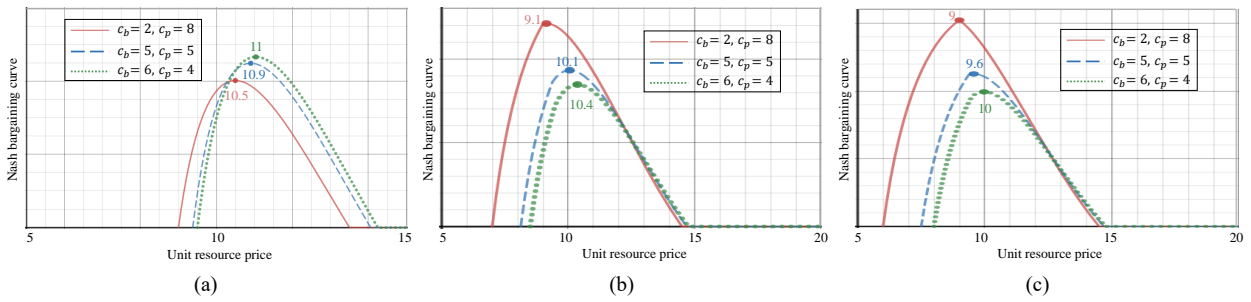 Nash bargaining curve
c_b = 2, c_p = 8
c_b = 5, c_p = 5
c_b = 6, c_p = 4
11
10.9
10.5
5 10 15
Unit resource price
(a)
Nash bargaining curve
9.1
c_b = 2, c_p = 8
c_b = 5, c_p = 5
c_b = 6, c_p = 4
10.1
10.4
5 10 15 20
Unit resource price
(b)
Nash bargaining curve
9
c_b = 2, c_p = 8
c_b = 5, c_p = 5
c_b = 6, c_p = 4
9.6
10
5 10 15 20
Unit resource price
(c)